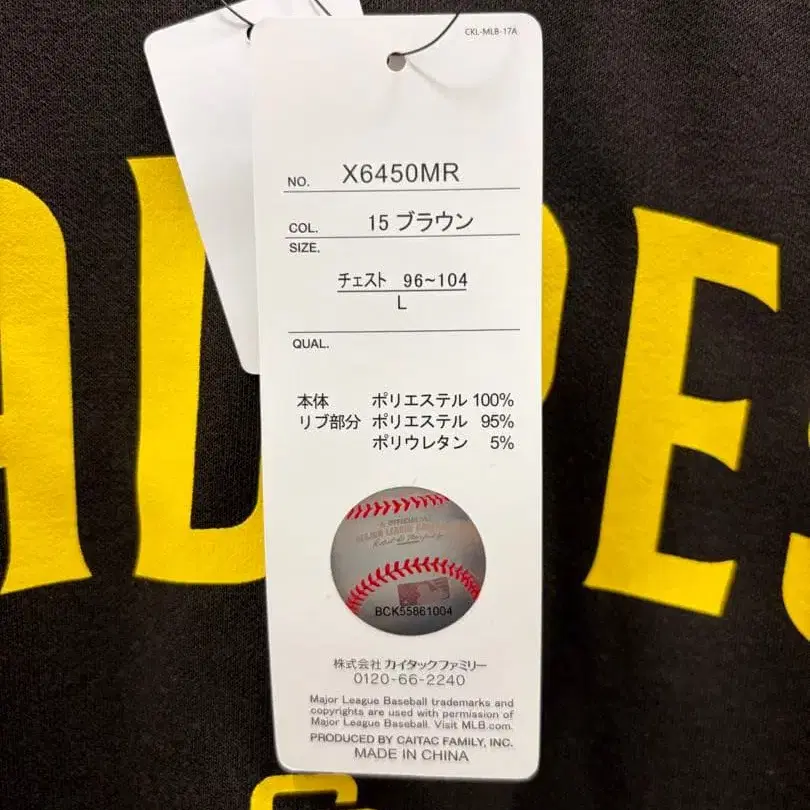 CKL-MLB-17A
NO. X6450MR
COL. 15 ブラウン
SIZE.
チェスト 96~104
L
QUAL.
本体 ポリエステル 100%
リブ部分 ポリエステル 95%
ポリウレタン 5%
MAJOR LEAGUE
BCK55861004
株式会社 カイタックファミリー
0120-66-2240
Major League Baseball trademarks and
copyrights are used with permission of
Major League Baseball. Visit MLB.com.
PRODUCED BY CAITAC FAMILY, INC.
MADE IN CHINA